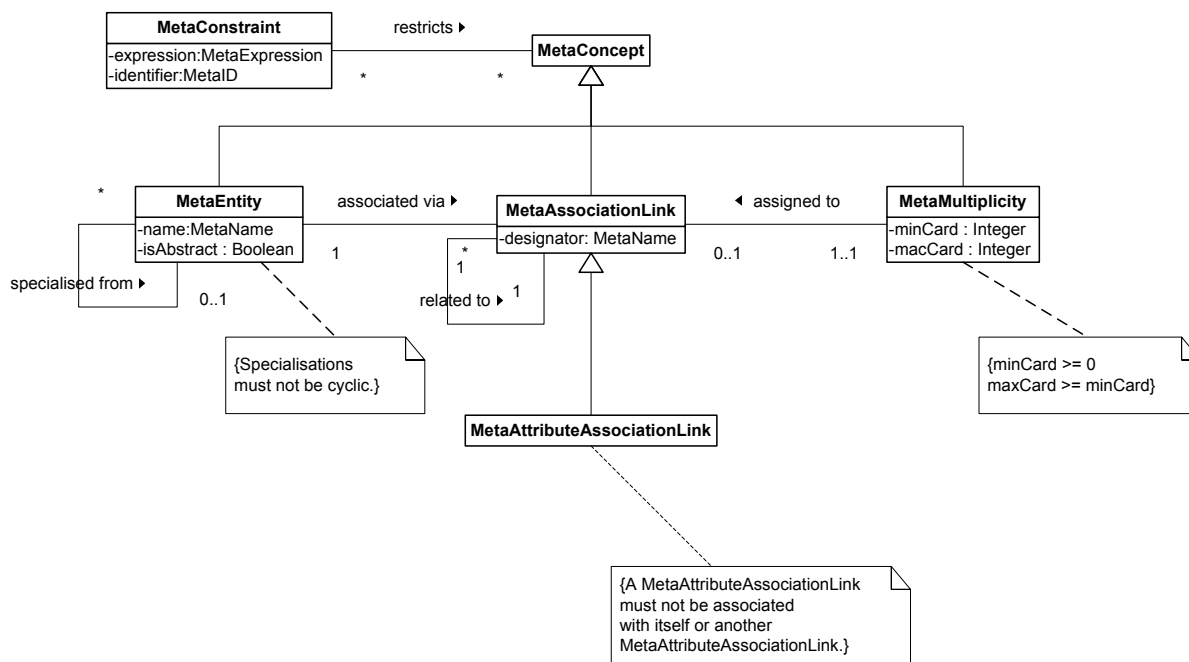 MetaConstraint
-expression:MetaExpression
-identifier:MetaID
restricts
*
*
MetaConcept
*
MetaEntity
-name:MetaName
-isAbstract : Boolean
associated via
1
MetaAssociationLink
-designator: MetaName
assigned to
0..1
1..1
MetaMultiplicity
-minCard : Integer
-macCard : Integer
specialised from
0..1
*
1
related to
1
{Specialisations
must not be cyclic.}
{minCard >= 0
maxCard >= minCard}
MetaAttributeAssociationLink
{A MetaAttributeAssociationLink
must not be associated
with itself or another
MetaAttributeAssociationLink.}